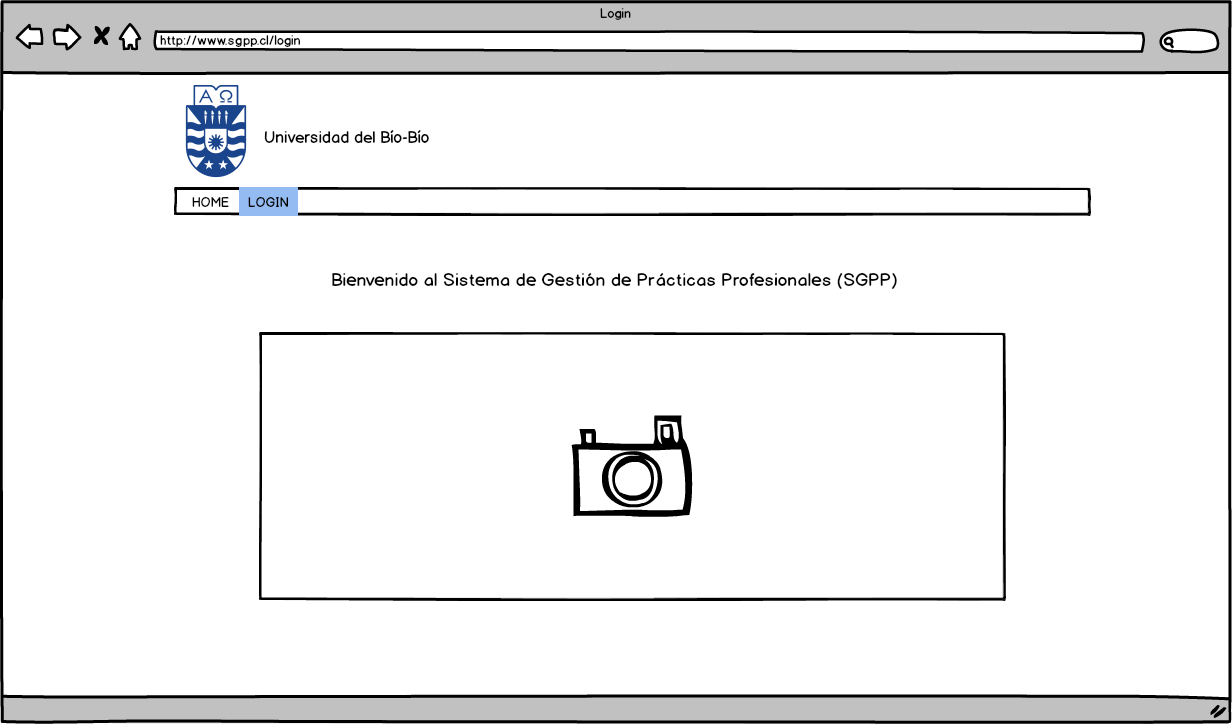 Login
http://www.sgpp.cl/login
ΑΩ
Universidad del Bío-Bío
HOME LOGIN
Bienvenido al Sistema de Gestión de Prácticas Profesionales (SGPP)